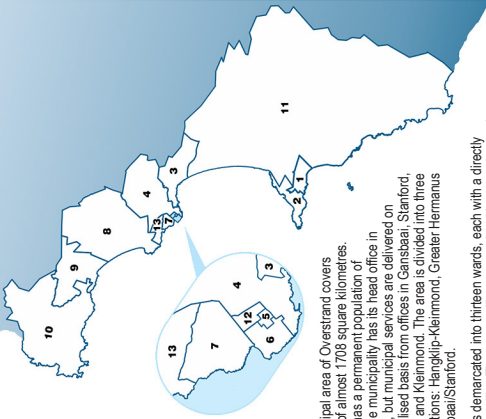 10
9
8
4
13
7
3
11
1
2
13
7
4
12
5
6
3
ipal area of Overstrand covers
of almost 1708 square kilometres.
as a permanent population of
e municipality has its head office in
, but municipal services are delivered on
lised basis from offices in Gansbaai, Stanford,
and Kleinmond. The area is divided into three
tions: Hangklip-Kleinmond, Greater Hermanus
baai/Stanford.
s demarcated into thirteen wards, each with a directly